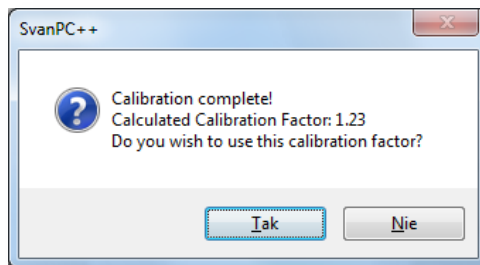 SvanPC++
Calibration complete!
Calculated Calibration Factor: 1.23
Do you wish to use this calibration factor?
Tak
Nie